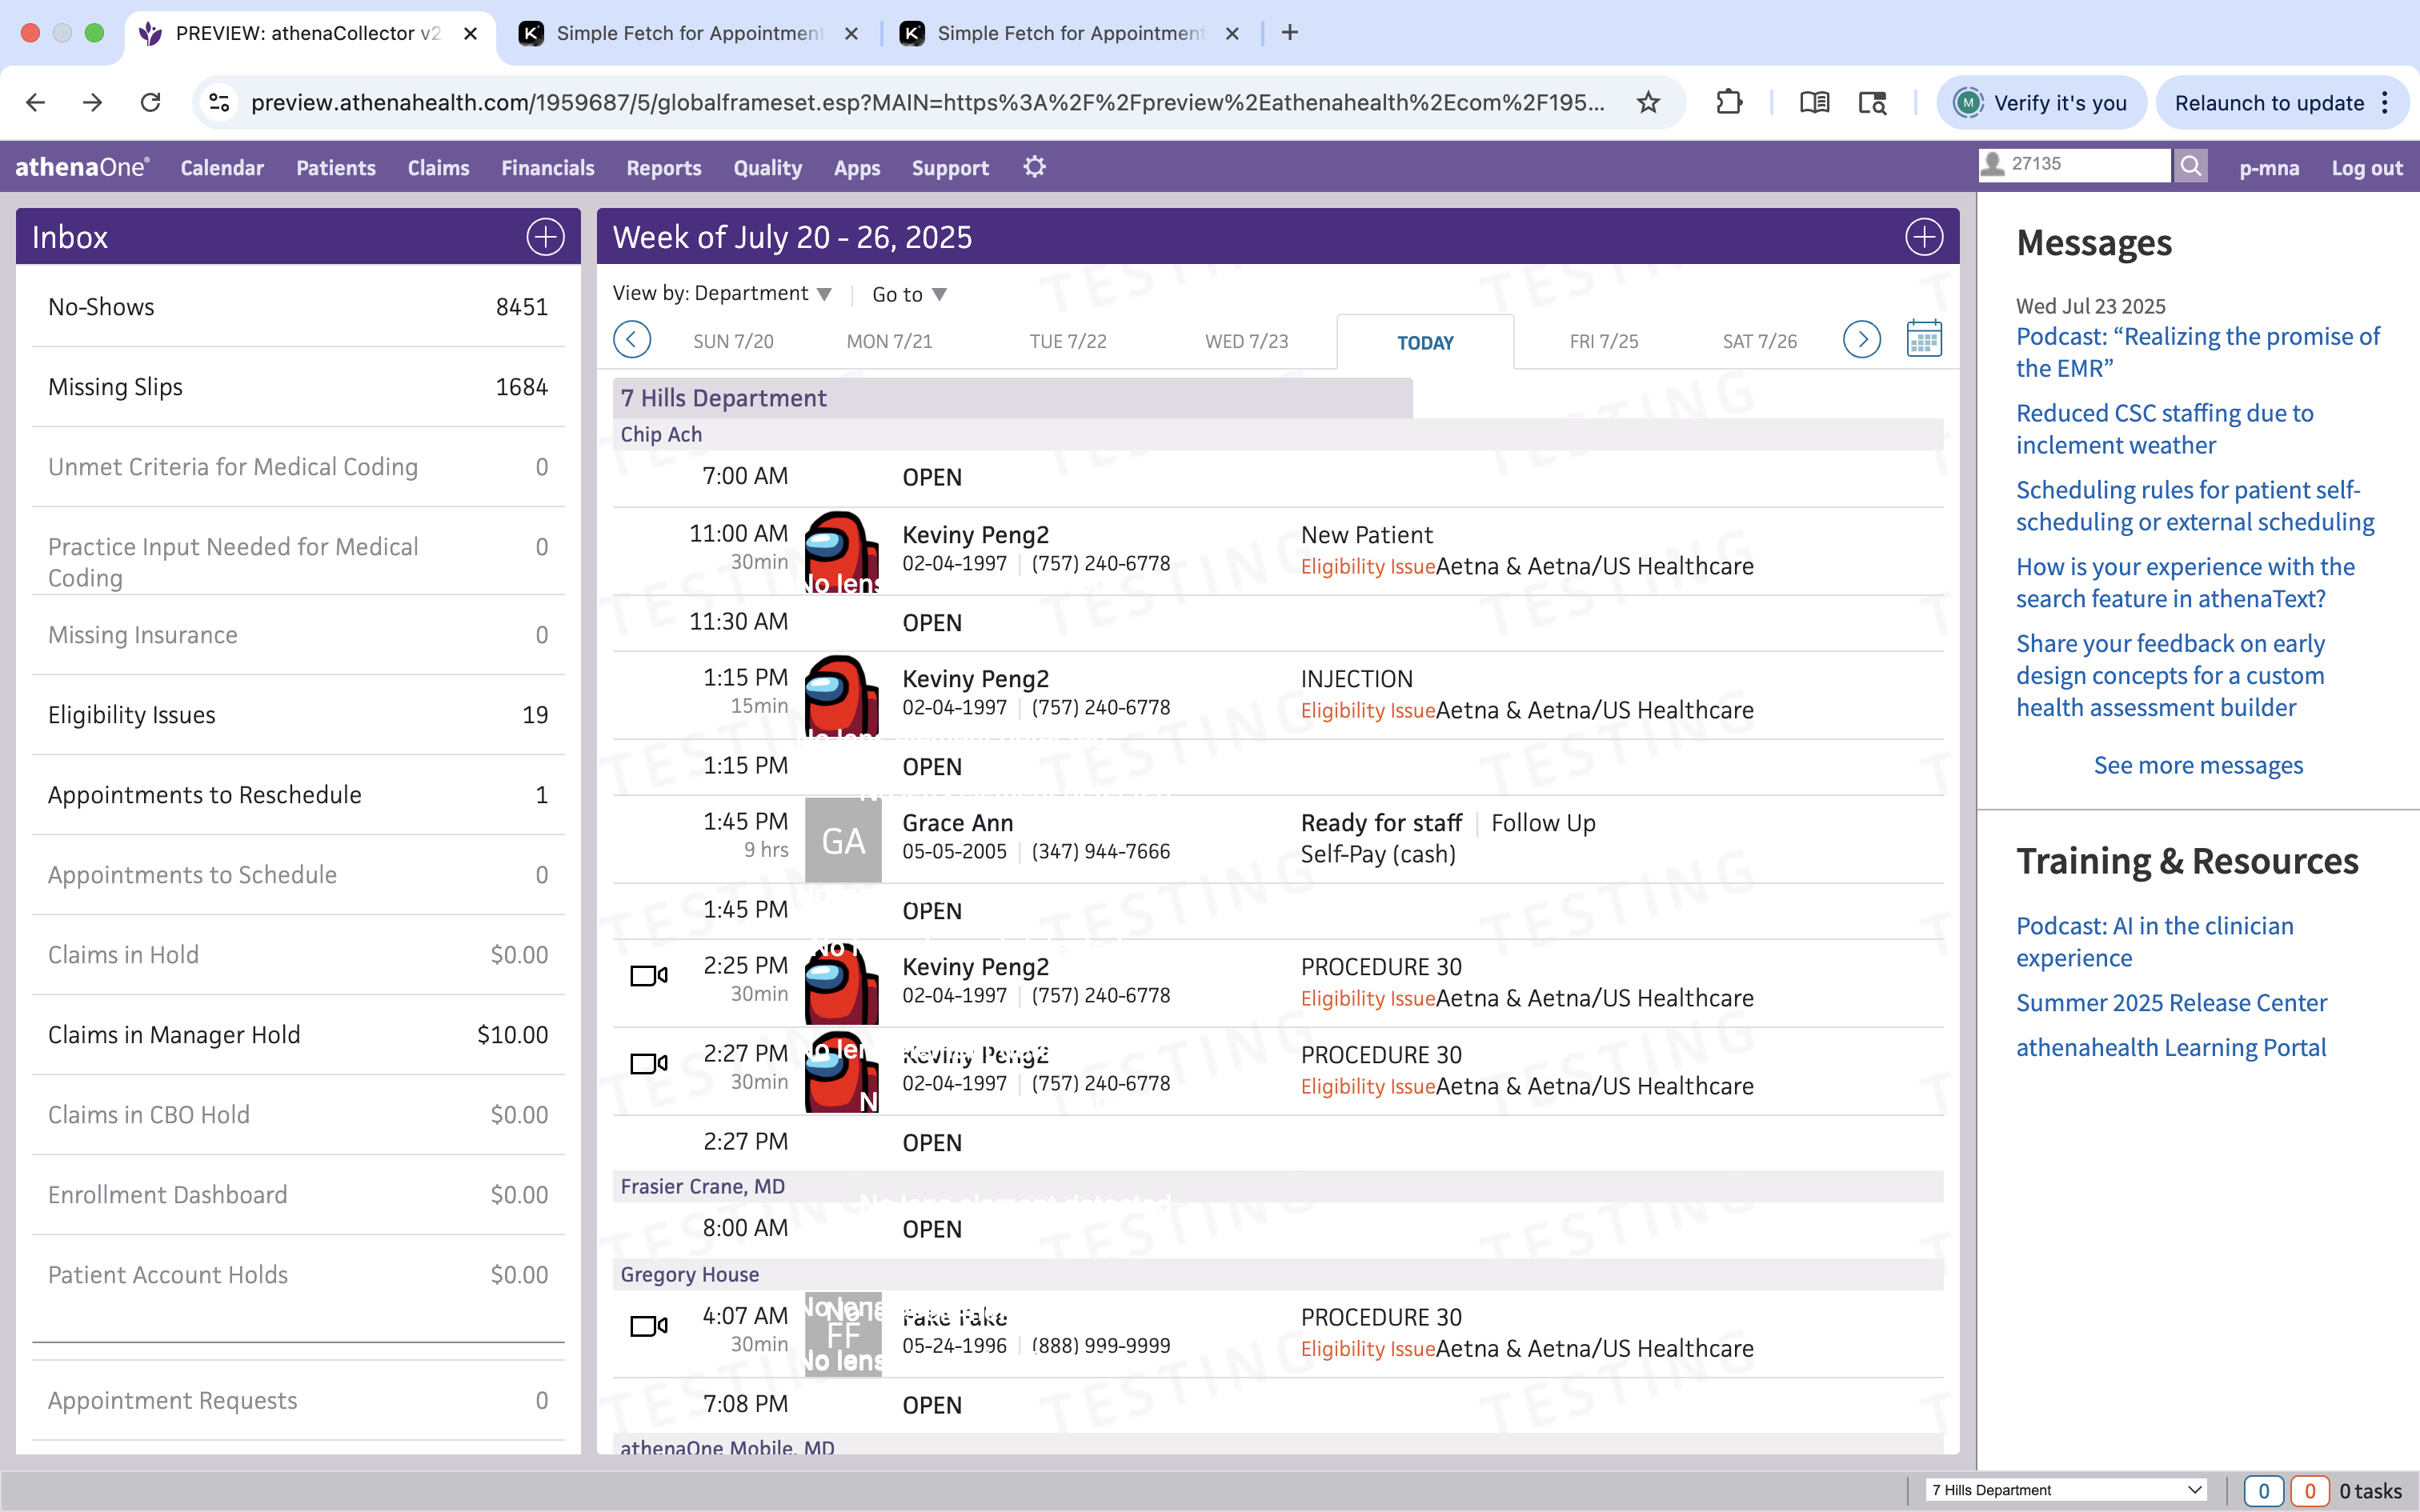 PREVIEW: athenaCollector v2
Simple Fetch for Appointment
Simple Fetch for Appointment
preview.athenahealth.com/1959687/5/globalframeset.esp?MAIN=https%3A%2F%2Fpreview%2Eathenahealth%2Ecom%2F195...
M Verify it's you
Relaunch to update
athenaOne®
Calendar
Patients
Claims
Financials
Reports
Quality
Apps
Support
27135
p-mna
Log out
Inbox
No-Shows 8451
Missing Slips 1684
Unmet Criteria for Medical Coding 0
Practice Input Needed for Medical 0
Coding
Missing Insurance 0
Eligibility Issues 19
Appointments to Reschedule 1
Appointments to Schedule 0
Claims in Hold $0.00
Claims in Manager Hold $10.00
Claims in CBO Hold $0.00
Enrollment Dashboard $0.00
Patient Account Holds $0.00
Appointment Requests 0
Week of July 20 - 26, 2025
View by: Department ▼ | Go to ▼
SUN 7/20 MON 7/21 TUE 7/22 WED 7/23 TODAY FRI 7/25 SAT 7/26
7 Hills Department
Chip Ach
7:00 AM OPEN
11:00 AM Keviny Peng2 New Patient
30min 02-04-1997 | (757) 240-6778 Eligibility IssueAetna & Aetna/US Healthcare
No lens
11:30 AM OPEN
1:15 PM Keviny Peng2 INJECTION
15min 02-04-1997 | (757) 240-6778 Eligibility IssueAetna & Aetna/US Healthcare
1:15 PM OPEN
1:45 PM GA Grace Ann Ready for staff | Follow Up
9 hrs 05-05-2005 | (347) 944-7666 Self-Pay (cash)
1:45 PM OPEN
2:25 PM Keviny Peng2 PROCEDURE 30
30min 02-04-1997 | (757) 240-6778 Eligibility IssueAetna & Aetna/US Healthcare
2:27 PM Keviny Peng2 PROCEDURE 30
30min 02-04-1997 | (757) 240-6778 Eligibility IssueAetna & Aetna/US Healthcare
2:27 PM OPEN
Frasier Crane, MD
No lens element detected
8:00 AM OPEN
Gregory House
4:07 AM FF Fake Fake PROCEDURE 30
30min 05-24-1996 | (888) 999-9999 Eligibility IssueAetna & Aetna/US Healthcare
No lens
7:08 PM OPEN
athenaOne Mobile, MD
TESTING
Messages
Wed Jul 23 2025
Podcast: “Realizing the promise of
the EMR”
Reduced CSC staffing due to
inclement weather
Scheduling rules for patient self-
scheduling or external scheduling
How is your experience with the
search feature in athenaText?
Share your feedback on early
design concepts for a custom
health assessment builder
See more messages
Training & Resources
Podcast: AI in the clinician
experience
Summer 2025 Release Center
athenahealth Learning Portal
7 Hills Department
0 0 0 tasks